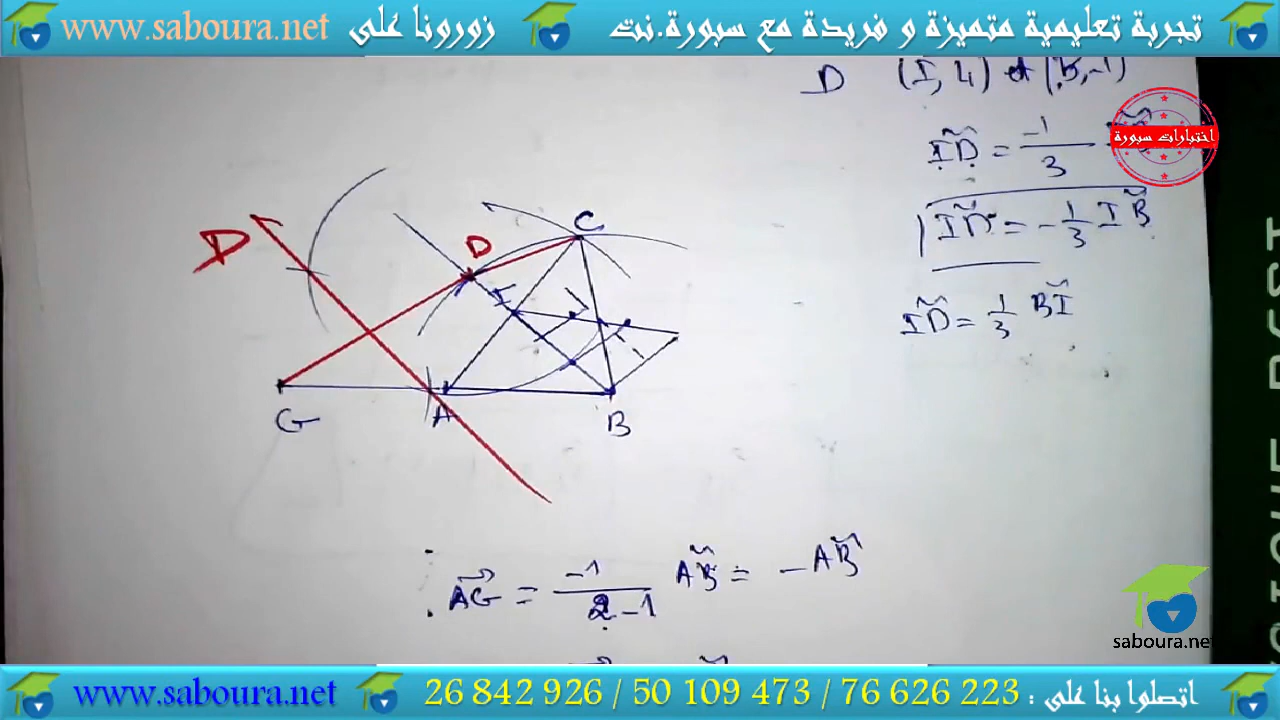 www.saboura.net زورونا على تجربة تعليمية متميزة و فريدة مع سبورة.نت
D (I, 4) et (B, -1)
ID = -1/3
اختبارات سبورة
ID = -1/3 IB
ID = 1/3 BI
C
D
D
I
J
G
A
B
AG = -1/(2-1) AB = -AB
saboura.net
www.saboura.net 26 842 926 / 50 109 473 / 76 626 223 : اتصلوا بنا على